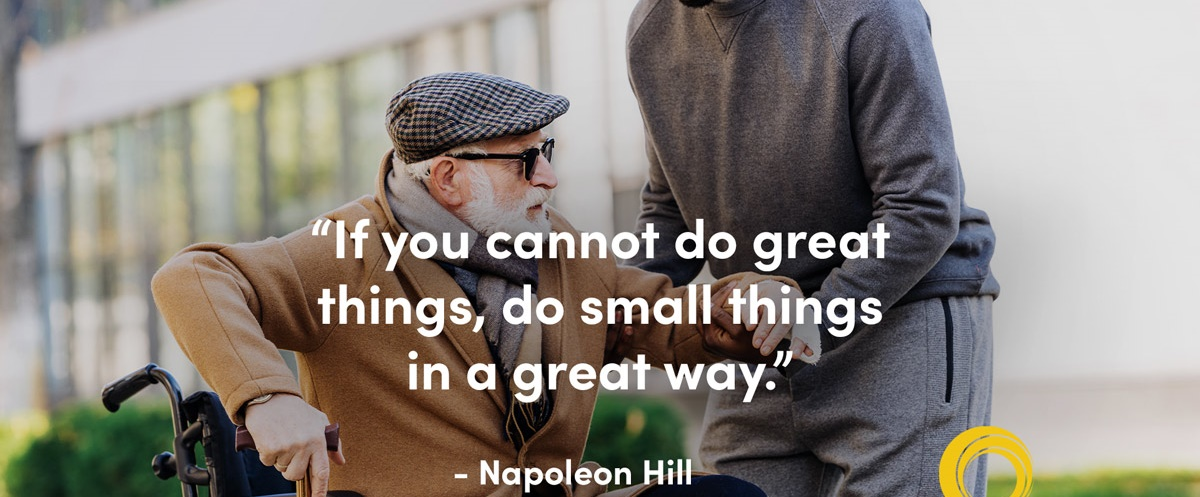 “If you cannot do great
things, do small things
in a great way.”
- Napoleon Hill